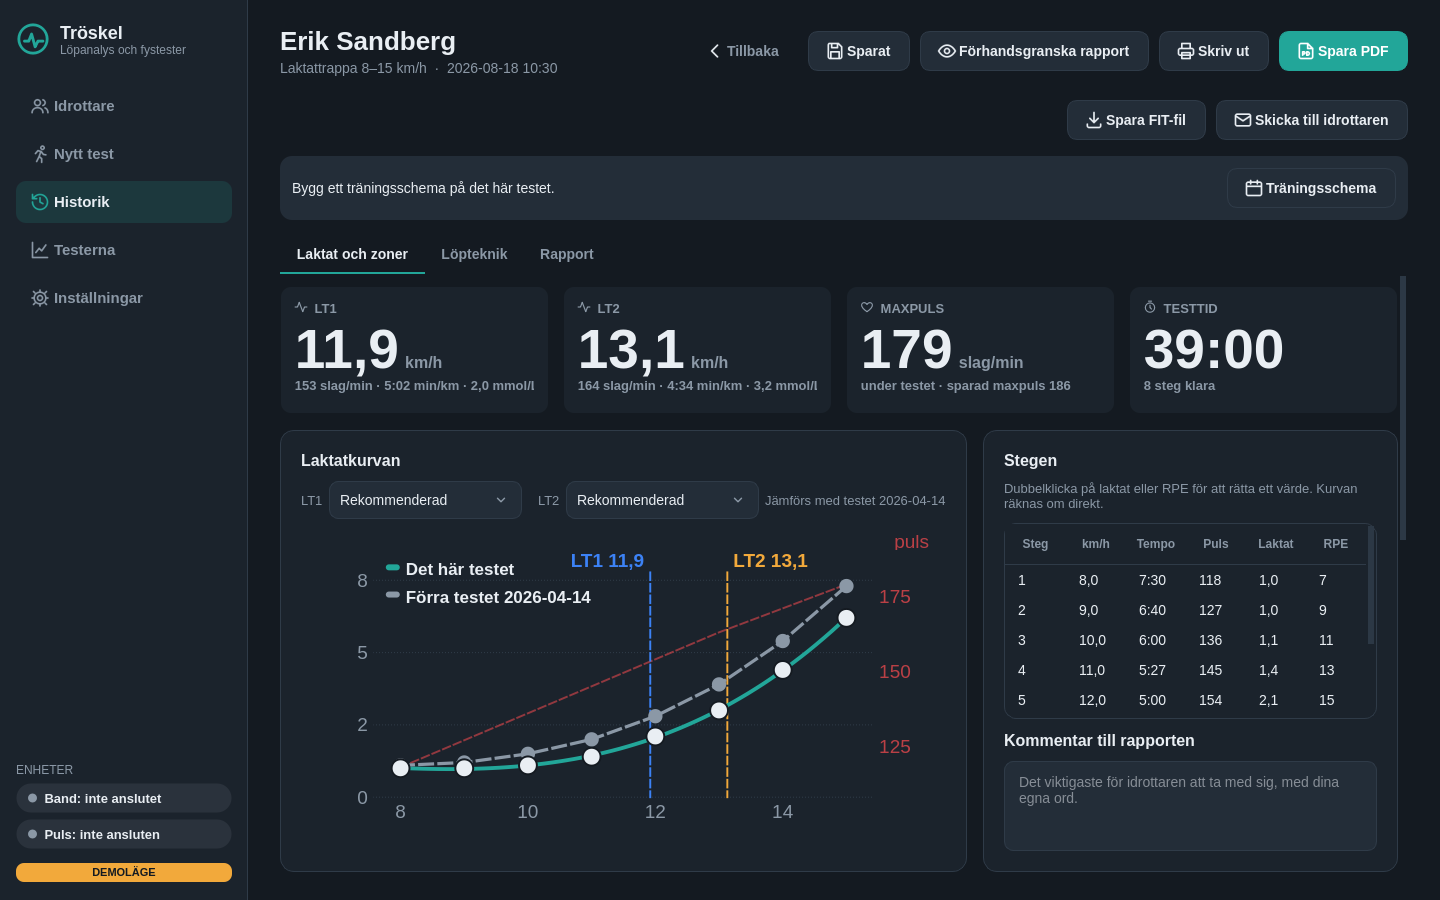 Tröskel
Löpanalys och fystester
Idrottare
Nytt test
Historik
Testerna
Inställningar
ENHETER
Band: inte anslutet
Puls: inte ansluten
DEMOLÄGE
Erik Sandberg
Laktattrappa 8–15 km/h · 2026-08-18 10:30
Tillbaka
Sparat
Förhandsgranska rapport
Skriv ut
Spara PDF
Spara FIT-fil
Skicka till idrottaren
Bygg ett träningsschema på det här testet.
Träningsschema
Laktat och zoner
Löpteknik
Rapport
LT1
11,9 km/h
153 slag/min · 5:02 min/km · 2,0 mmol/l
LT2
13,1 km/h
164 slag/min · 4:34 min/km · 3,2 mmol/l
MAXPULS
179 slag/min
under testet · sparad maxpuls 186
TESTTID
39:00
8 steg klara
Laktatkurvan
LT1 Rekommenderad LT2 Rekommenderad Jämförs med testet 2026-04-14
puls
LT1 11,9 LT2 13,1
Det här testet
Förra testet 2026-04-14
8
5
2
0
175
150
125
8 10 12 14
Stegen
Dubbelklicka på laktat eller RPE för att rätta ett värde. Kurvan
räknas om direkt.
Steg km/h Tempo Puls Laktat RPE
1 8,0 7:30 118 1,0 7
2 9,0 6:40 127 1,0 9
3 10,0 6:00 136 1,1 11
4 11,0 5:27 145 1,4 13
5 12,0 5:00 154 2,1 15
Kommentar till rapporten
Det viktigaste för idrottaren att ta med sig, med dina
egna ord.